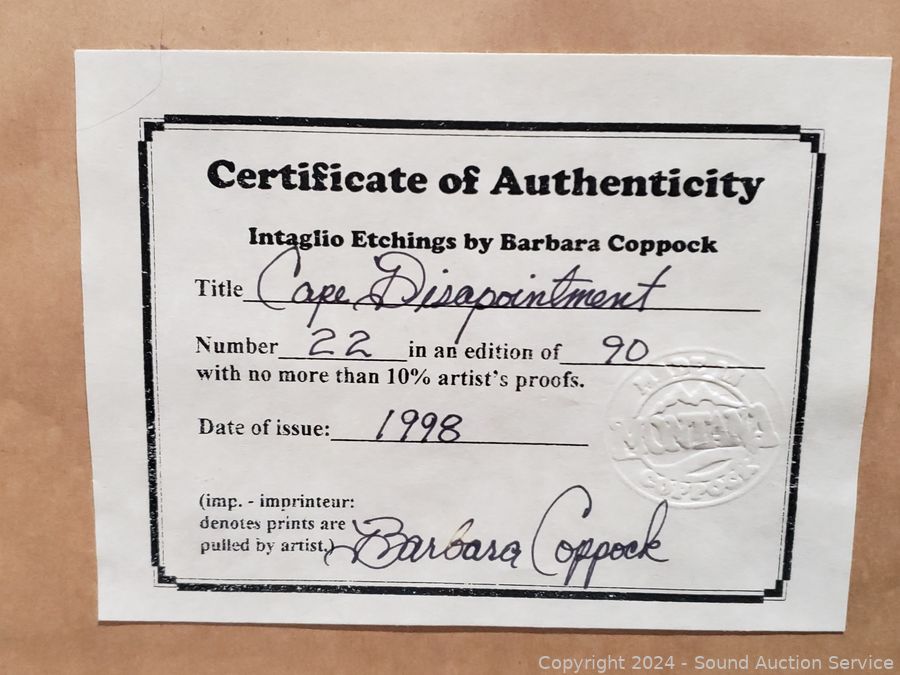 Certificate of Authenticity
Intaglio Etchings by Barbara Coppock
Title Cape Disapointment
Number 22 in an edition of 90
with no more than 10% artist's proofs.
Date of issue: 1998
MONTANA
(imp. - imprinteur:
denotes prints are
pulled by artist.)
Barbara Coppock
Copyright 2024 - Sound Auction Service